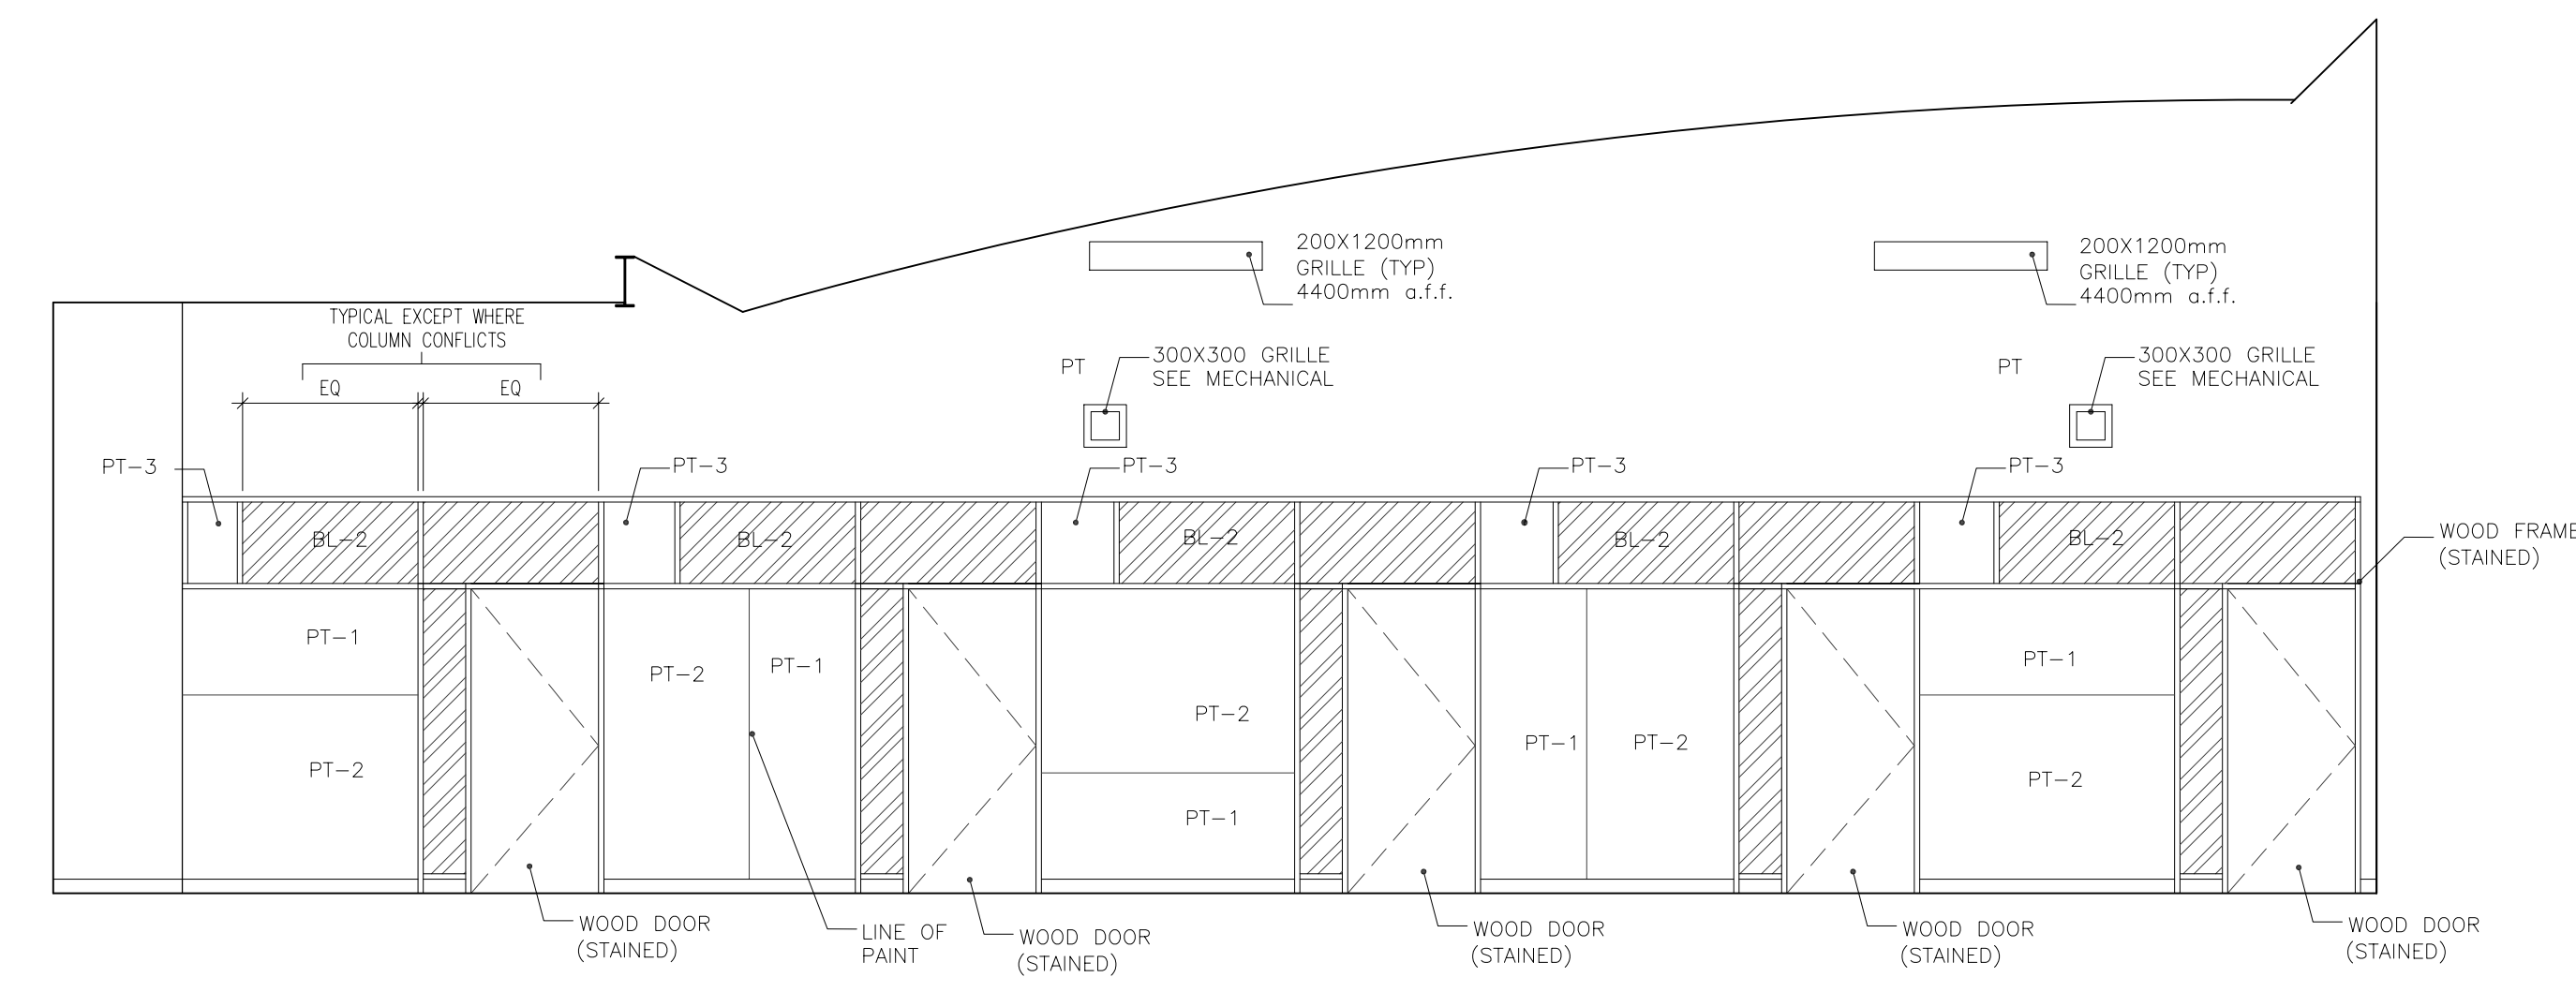 200X1200mm
GRILLE (TYP)
4400mm a.f.f.
200X1200mm
GRILLE (TYP)
4400mm a.f.f.
TYPICAL EXCEPT WHERE
COLUMN CONFLICTS
EQ
EQ
PT
300X300 GRILLE
SEE MECHANICAL
PT
300X300 GRILLE
SEE MECHANICAL
PT-3
PT-3
PT-3
PT-3
PT-3
BL-2
BL-2
BL-2
BL-2
BL-2
WOOD FRAME
(STAINED)
PT-1
PT-2
PT-2
PT-1
PT-2
PT-1
PT-1
PT-2
PT-1
PT-2
WOOD DOOR
(STAINED)
LINE OF
PAINT
WOOD DOOR
(STAINED)
WOOD DOOR
(STAINED)
WOOD DOOR
(STAINED)
WOOD DOOR
(STAINED)